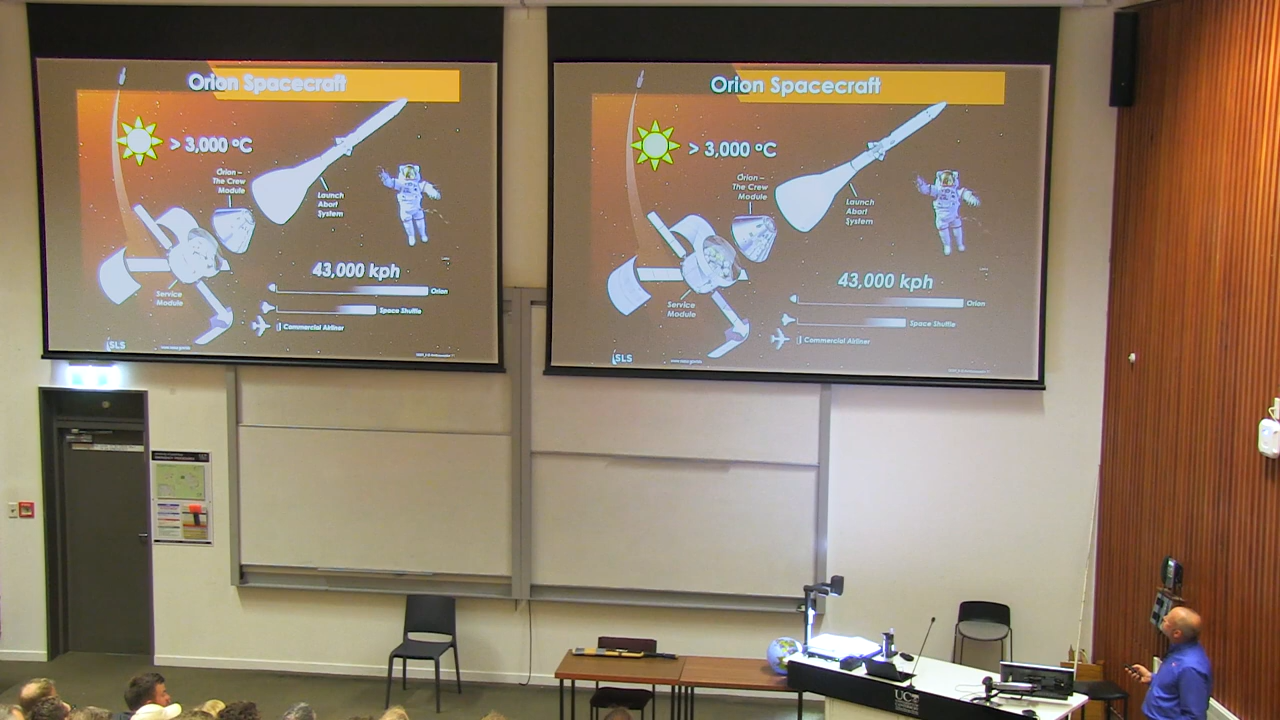 Orion Spacecraft
> 3,000 °C
Orion –
The Crew
Module
Launch
Abort
System
Service
Module
43,000 kph
Orion
Space Shuttle
Commercial Airliner
SLS
Orion Spacecraft
> 3,000 °C
Orion –
The Crew
Module
Launch
Abort
System
Service
Module
43,000 kph
Orion
Space Shuttle
Commercial Airliner
SLS
UC